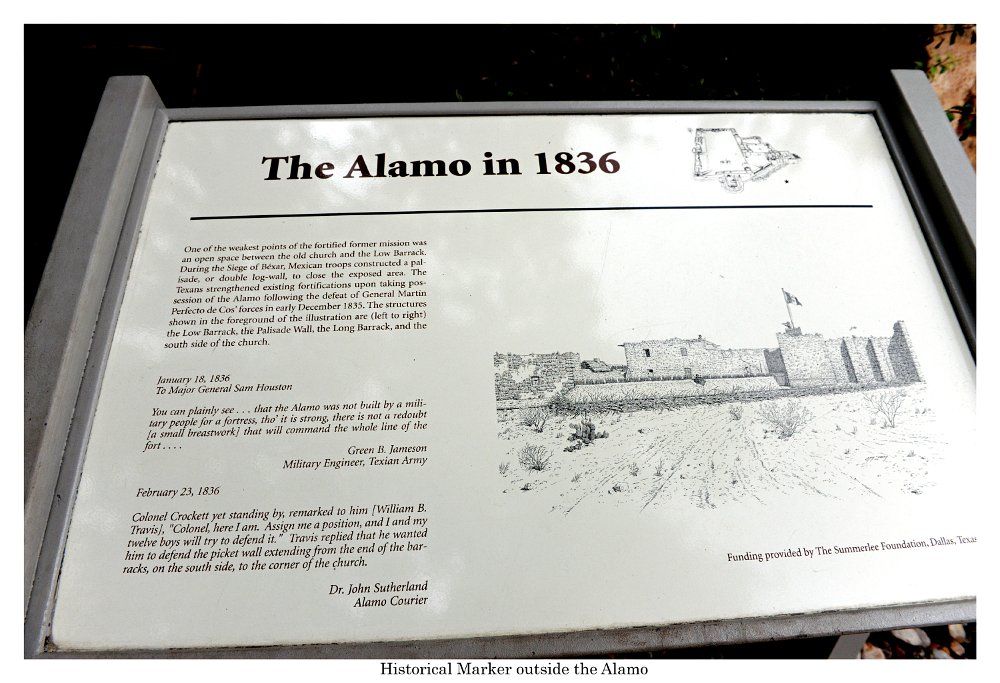 The Alamo in 1836
One of the weakest points of the fortified former mission was
an open space between the old church and the Low Barrack.
During the Siege of Béxar, Mexican troops constructed a pal-
isade, or double log-wall, to close the exposed area. The
Texans strengthened existing fortifications upon taking pos-
session of the Alamo following the defeat of General Martin
Perfecto de Cos' forces in early December 1835. The structures
shown in the foreground of the illustration are (left to right)
the Low Barrack, the Palisade Wall, the Long Barrack, and the
south side of the church.
January 18, 1836
To Major General Sam Houston
You can plainly see . . . that the Alamo was not built by a mili-
tary people for a fortress, tho' it is strong, there is not a redoubt
[a small breastwork] that will command the whole line of the
fort . . . .
Green B. Jameson
Military Engineer, Texian Army
February 23, 1836
Colonel Crockett yet standing by, remarked to him [William B.
Travis], "Colonel, here I am. Assign me a position, and I and my
twelve boys will try to defend it." Travis replied that he wanted
him to defend the picket wall extending from the end of the bar-
racks, on the south side, to the corner of the church.
Dr. John Sutherland
Alamo Courier
Funding provided by The Summerlee Foundation, Dallas, Texas
Historical Marker outside the Alamo